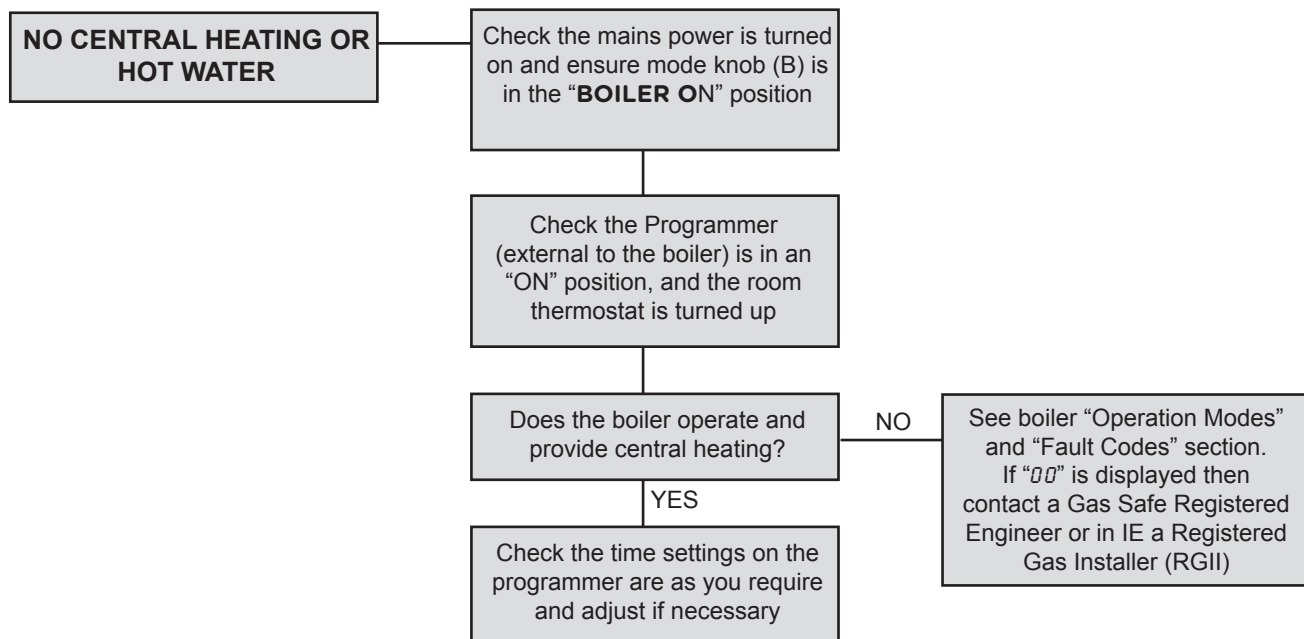 NO CENTRAL HEATING OR
HOT WATER
Check the mains power is turned
on and ensure mode knob (B) is
in the “BOILER ON” position
Check the Programmer
(external to the boiler) is in an
“ON” position, and the room
thermostat is turned up
Does the boiler operate and
provide central heating?
NO
See boiler “Operation Modes”
and “Fault Codes” section.
If “00” is displayed then
contact a Gas Safe Registered
Engineer or in IE a Registered
Gas Installer (RGII)
YES
Check the time settings on the
programmer are as you require
and adjust if necessary